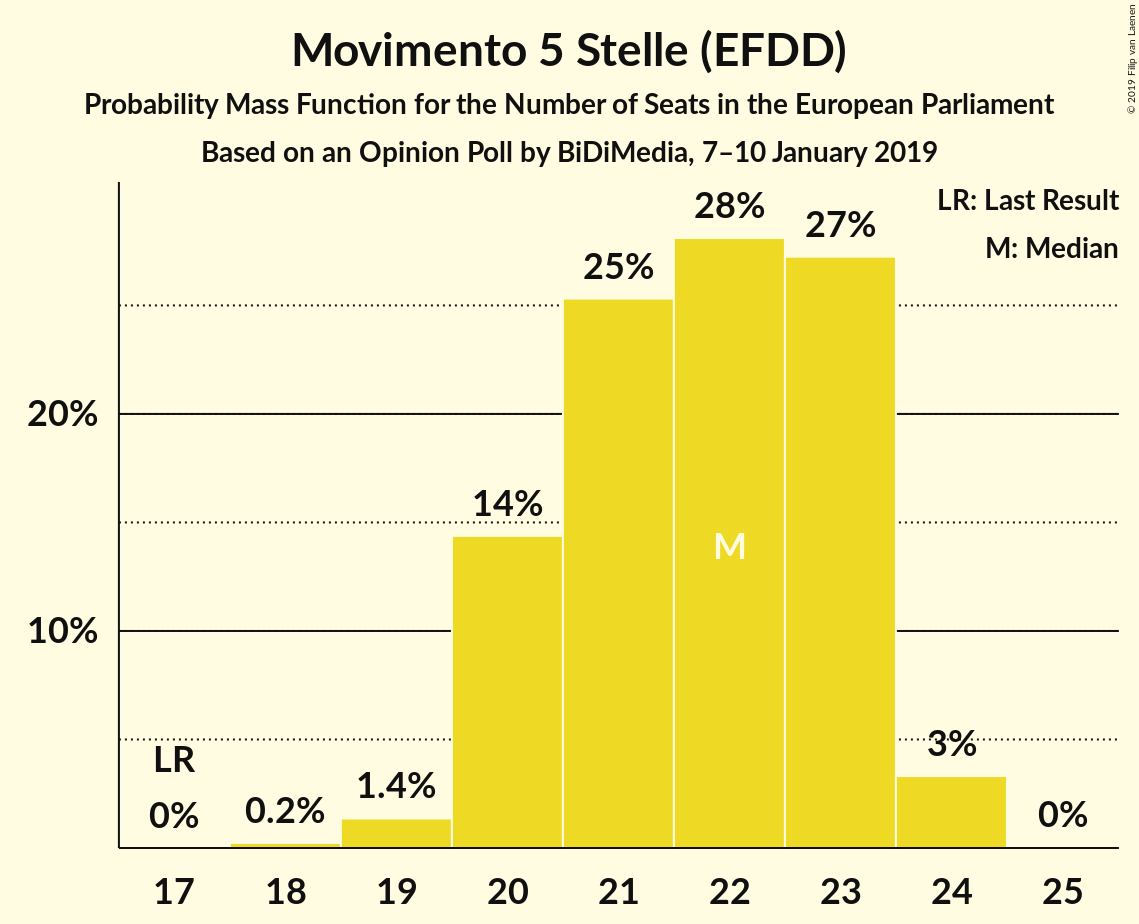 Movimento 5 Stelle (EFDD)
Probability Mass Function for the Number of Seats in the European Parliament
Based on an Opinion Poll by BiDiMedia, 7–10 January 2019
© 2019 Filip van Laenen
LR: Last Result
M: Median
28%
27%
25%
20%
14%
M
10%
LR
3%
1.4%
0%
0.2%
0%
17 18 19 20 21 22 23 24 25